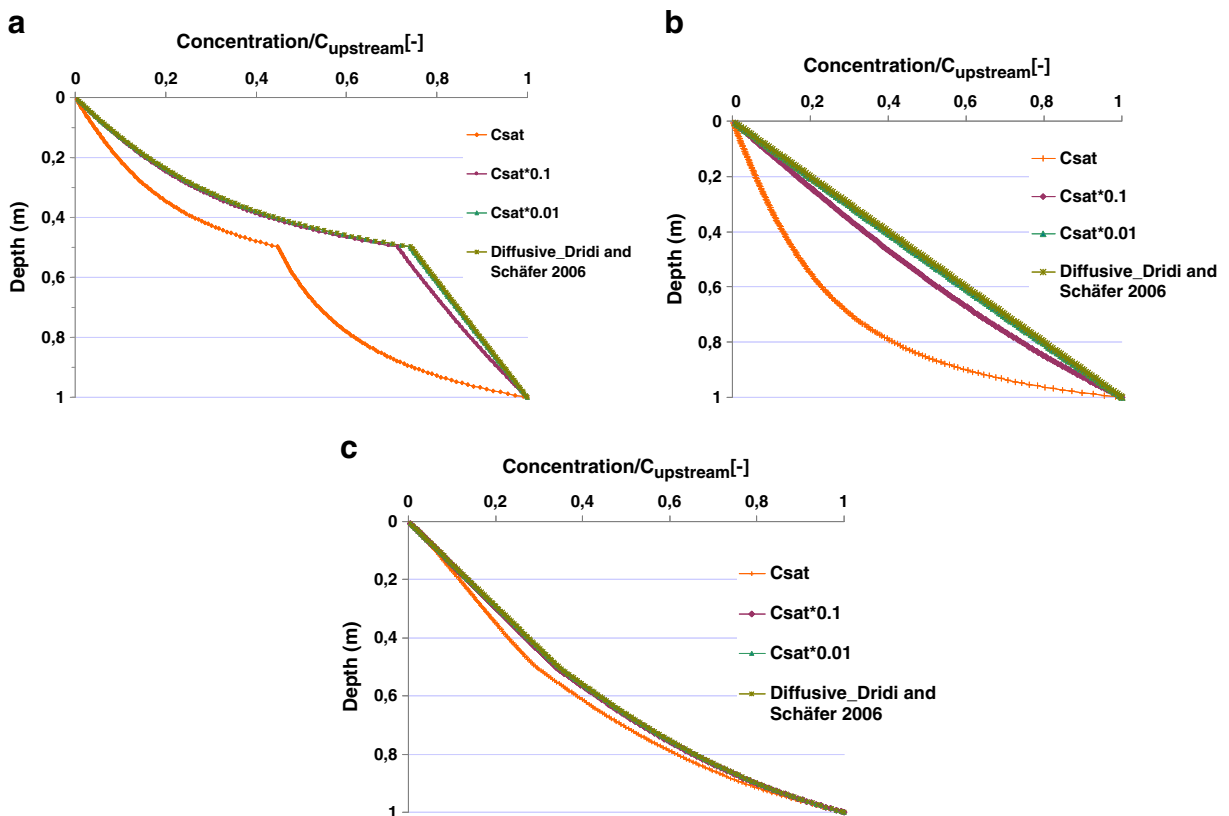 a
Concentration/Cupstream[-]
0 0,2 0,4 0,6 0,8 1
Depth (m)
0
0,2
0,4
0,6
0,8
1
Csat
Csat*0.1
Csat*0.01
Diffusive_Dridi and
Schäfer 2006
b
Concentration/Cupstream[-]
0 0,2 0,4 0,6 0,8 1
Depth (m)
0
0,2
0,4
0,6
0,8
1
Csat
Csat*0.1
Csat*0.01
Diffusive_Dridi and
Schäfer 2006
c
Concentration/Cupstream[-]
0 0,2 0,4 0,6 0,8 1
Depth (m)
0
0,2
0,4
0,6
0,8
1
Csat
Csat*0.1
Csat*0.01
Diffusive_Dridi and
Schäfer 2006